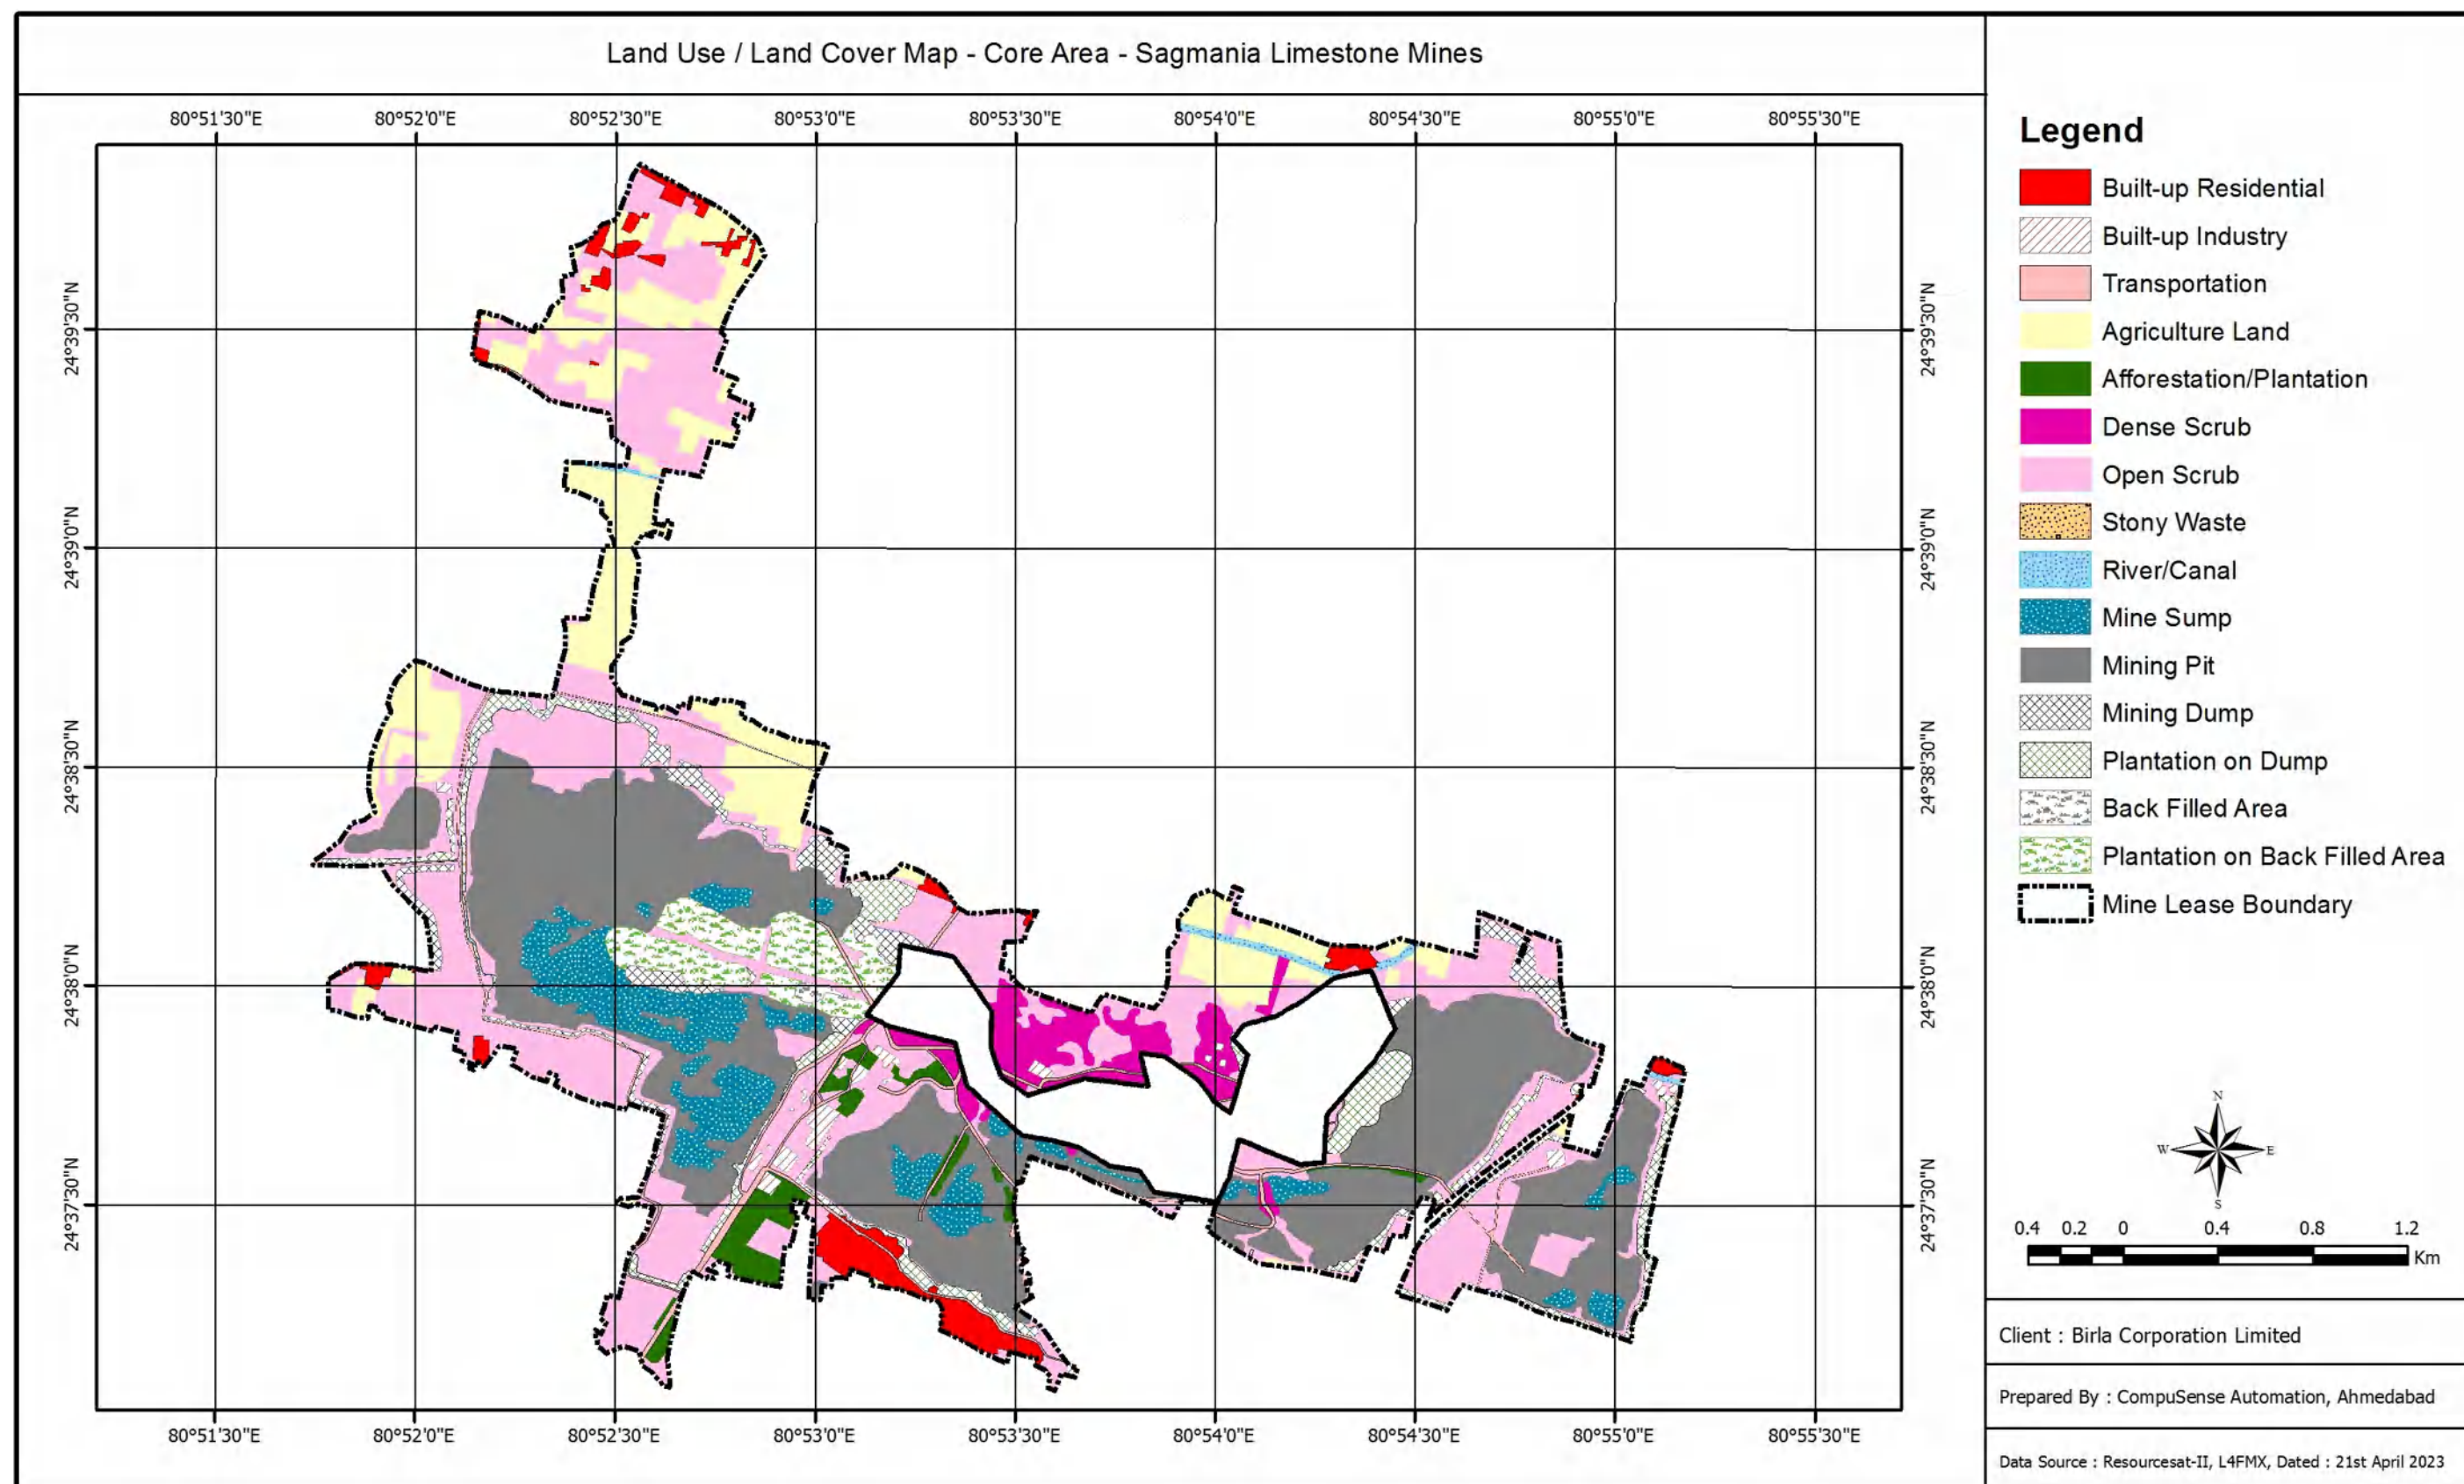 Land Use / Land Cover Map - Core Area - Sagmania Limestone Mines
80°51'30"E 80°52'0"E 80°52'30"E 80°53'0"E 80°53'30"E 80°54'0"E 80°54'30"E 80°55'0"E 80°55'30"E
24°39'30"N 24°39'30"N
24°39'0"N 24°39'0"N
24°38'30"N 24°38'30"N
24°38'0"N 24°38'0"N
24°37'30"N 24°37'30"N
80°51'30"E 80°52'0"E 80°52'30"E 80°53'0"E 80°53'30"E 80°54'0"E 80°54'30"E 80°55'0"E 80°55'30"E
Legend
Built-up Residential
Built-up Industry
Transportation
Agriculture Land
Afforestation/Plantation
Dense Scrub
Open Scrub
Stony Waste
River/Canal
Mine Sump
Mining Pit
Mining Dump
Plantation on Dump
Back Filled Area
Plantation on Back Filled Area
Mine Lease Boundary
N
W E
S
0.4 0.2 0 0.4 0.8 1.2
Km
Client : Birla Corporation Limited
Prepared By : CompuSense Automation, Ahmedabad
Data Source : Resourcesat-II, L4FMX, Dated : 21st April 2023